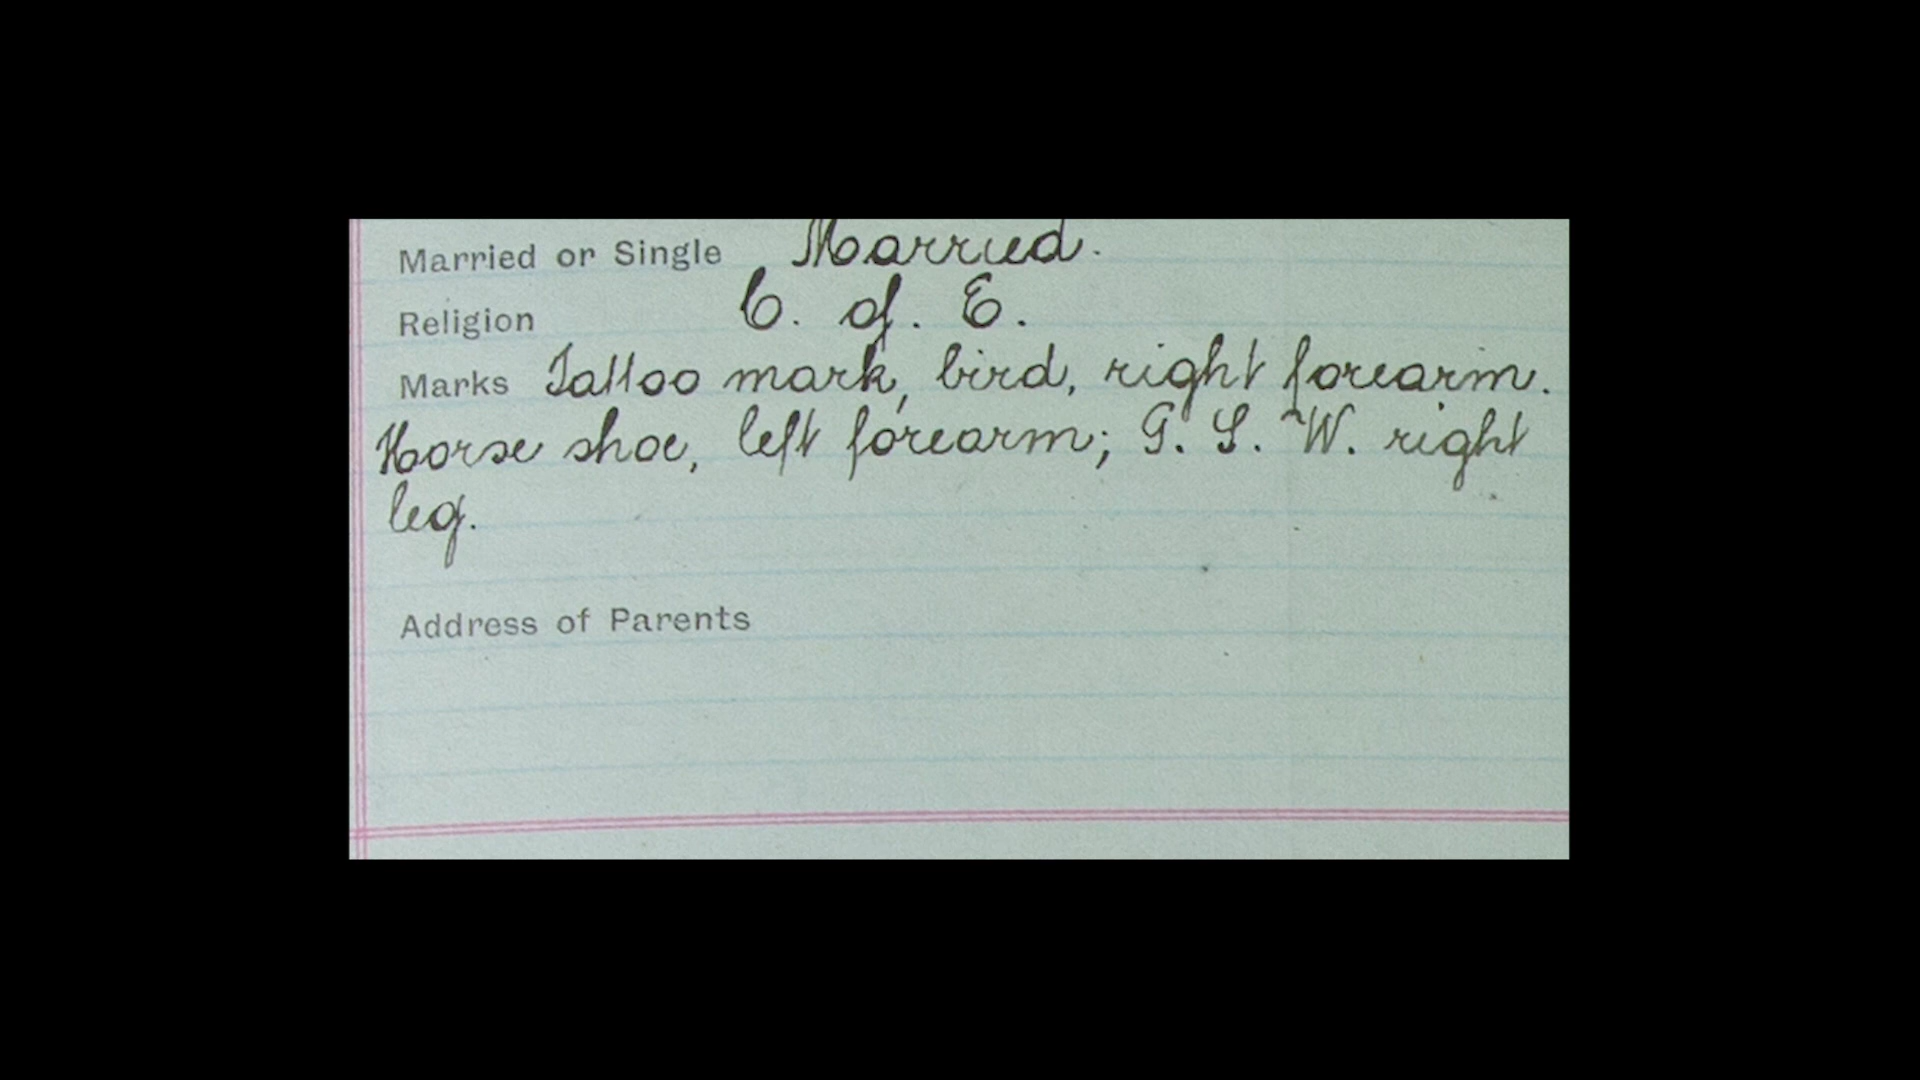 Married or Single Married.
Religion C. of. E.
Marks Tattoo mark, bird, right forearm.
Horse shoe, left forearm; G. S. W. right
leg.
Address of Parents